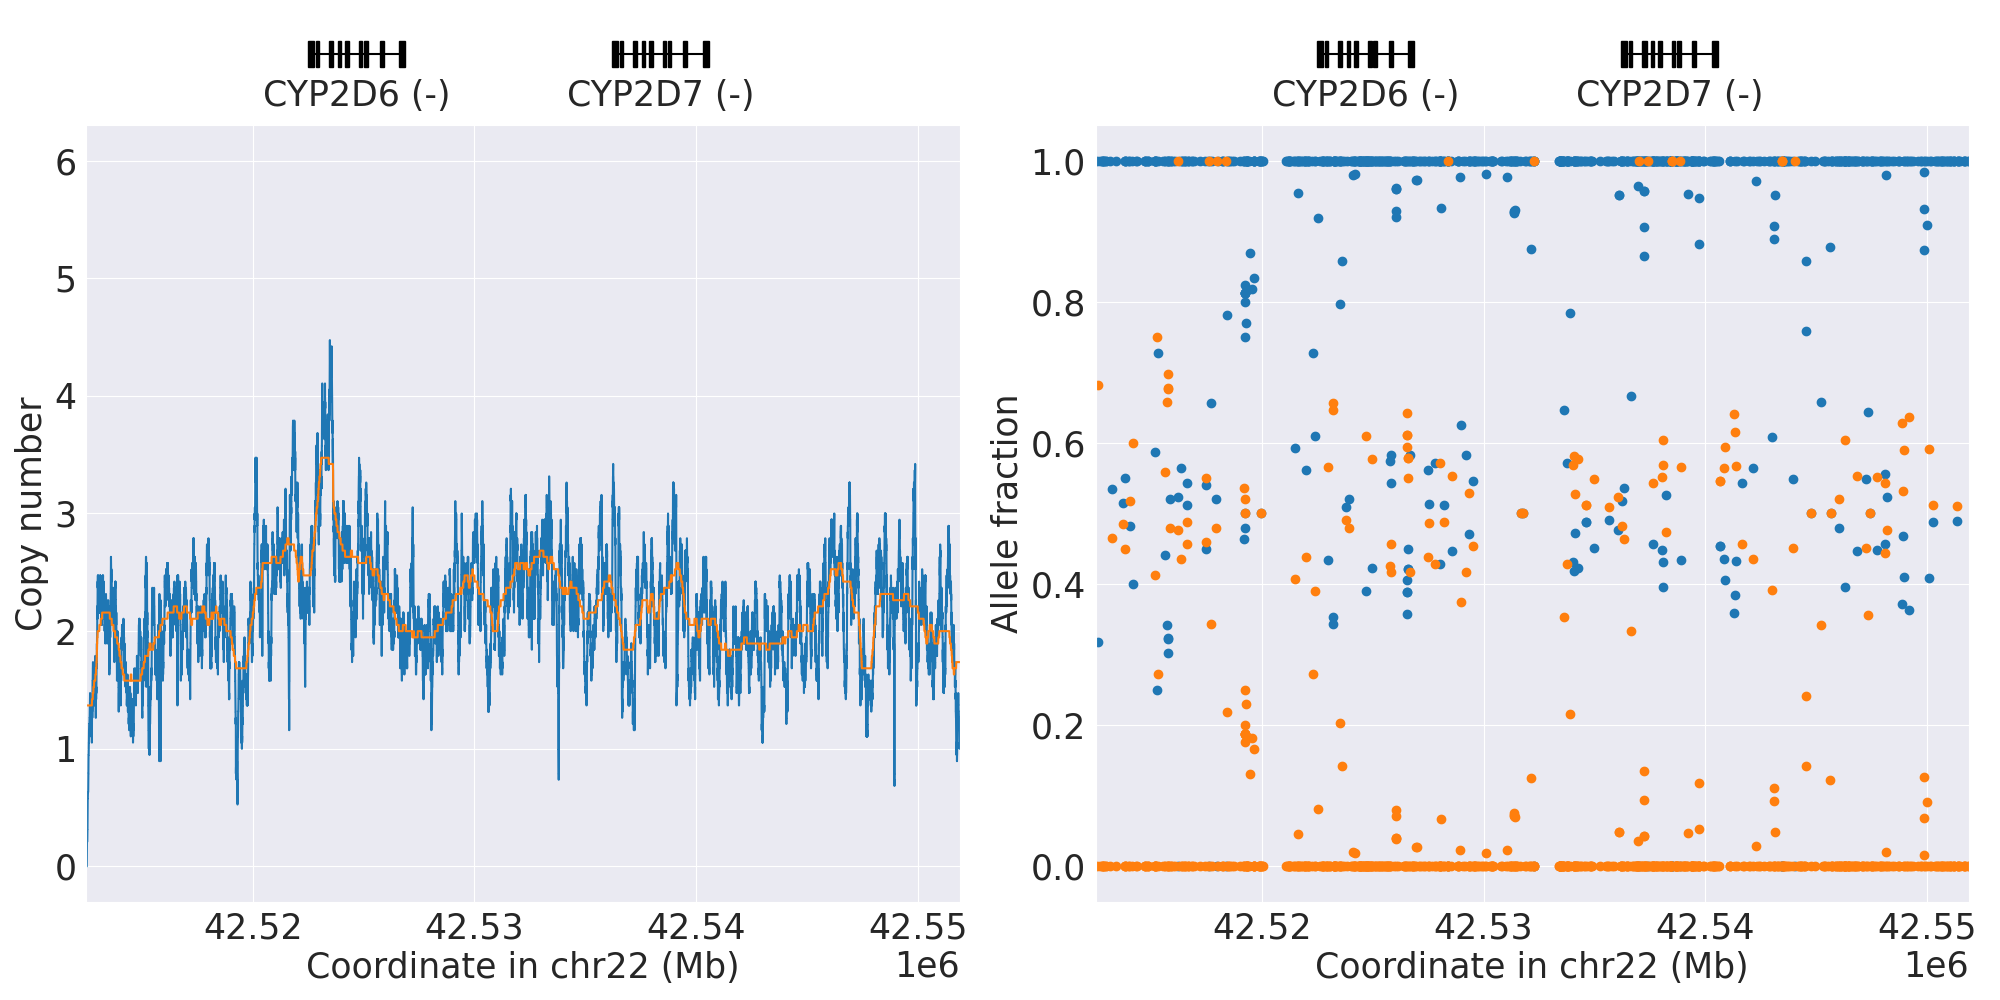 CYP2D6 (-) CYP2D7 (-)
6
5
4
3
2
1
0
Copy number
42.52 42.53 42.54 42.55
Coordinate in chr22 (Mb)
1e6
CYP2D6 (-) CYP2D7 (-)
1.0
0.8
0.6
0.4
0.2
0.0
Allele fraction
42.52 42.53 42.54 42.55
Coordinate in chr22 (Mb)
1e6